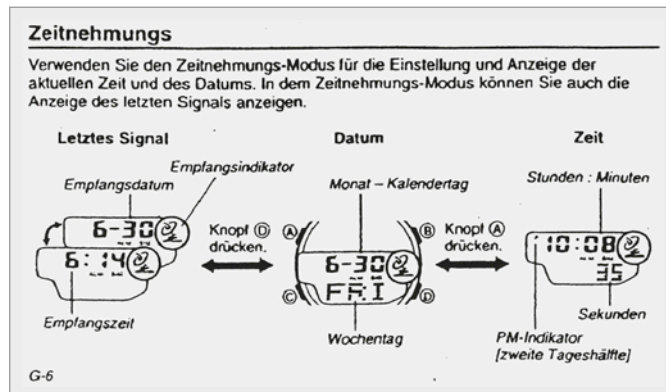 Zeitnehmungs
Verwenden Sie den Zeitnehmungs-Modus für die Einstellung und Anzeige der
aktuellen Zeit und des Datums. In dem Zeitnehmungs-Modus können Sie auch die
Anzeige des letzten Signals anzeigen.
Letztes Signal
Datum
Zeit
Empfangsindikator
Empfangsdatum
Monat – Kalendertag
Stunden : Minuten
6-30
6:14
Knopf Ⓓ
drücken.
Ⓐ
Ⓑ
6-30
FRI
Ⓒ
Ⓓ
Knopf Ⓐ
drücken.
10:08
35
Empfangszeit
Wochentag
Sekunden
PM-Indikator
[zweite Tageshälfte]
G-6